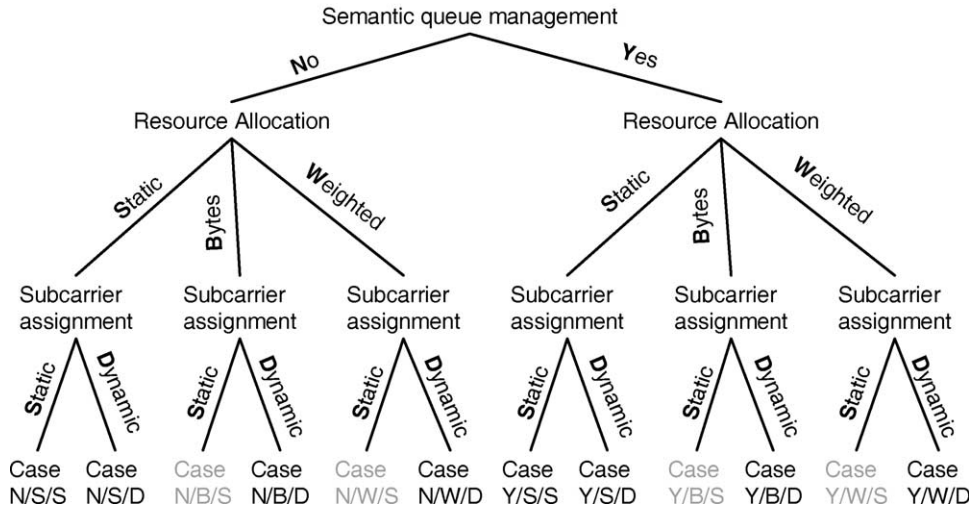 Semantic queue management
No
Yes
Resource Allocation
Resource Allocation
Static
Bytes
Weighted
Static
Bytes
Weighted
Subcarrier
assignment
Subcarrier
assignment
Subcarrier
assignment
Subcarrier
assignment
Subcarrier
assignment
Subcarrier
assignment
Static
Dynamic
Static
Dynamic
Static
Dynamic
Static
Dynamic
Static
Dynamic
Static
Dynamic
Case
N/S/S
Case
N/S/D
Case
N/B/S
Case
N/B/D
Case
N/W/S
Case
N/W/D
Case
Y/S/S
Case
Y/S/D
Case
Y/B/S
Case
Y/B/D
Case
Y/W/S
Case
Y/W/D